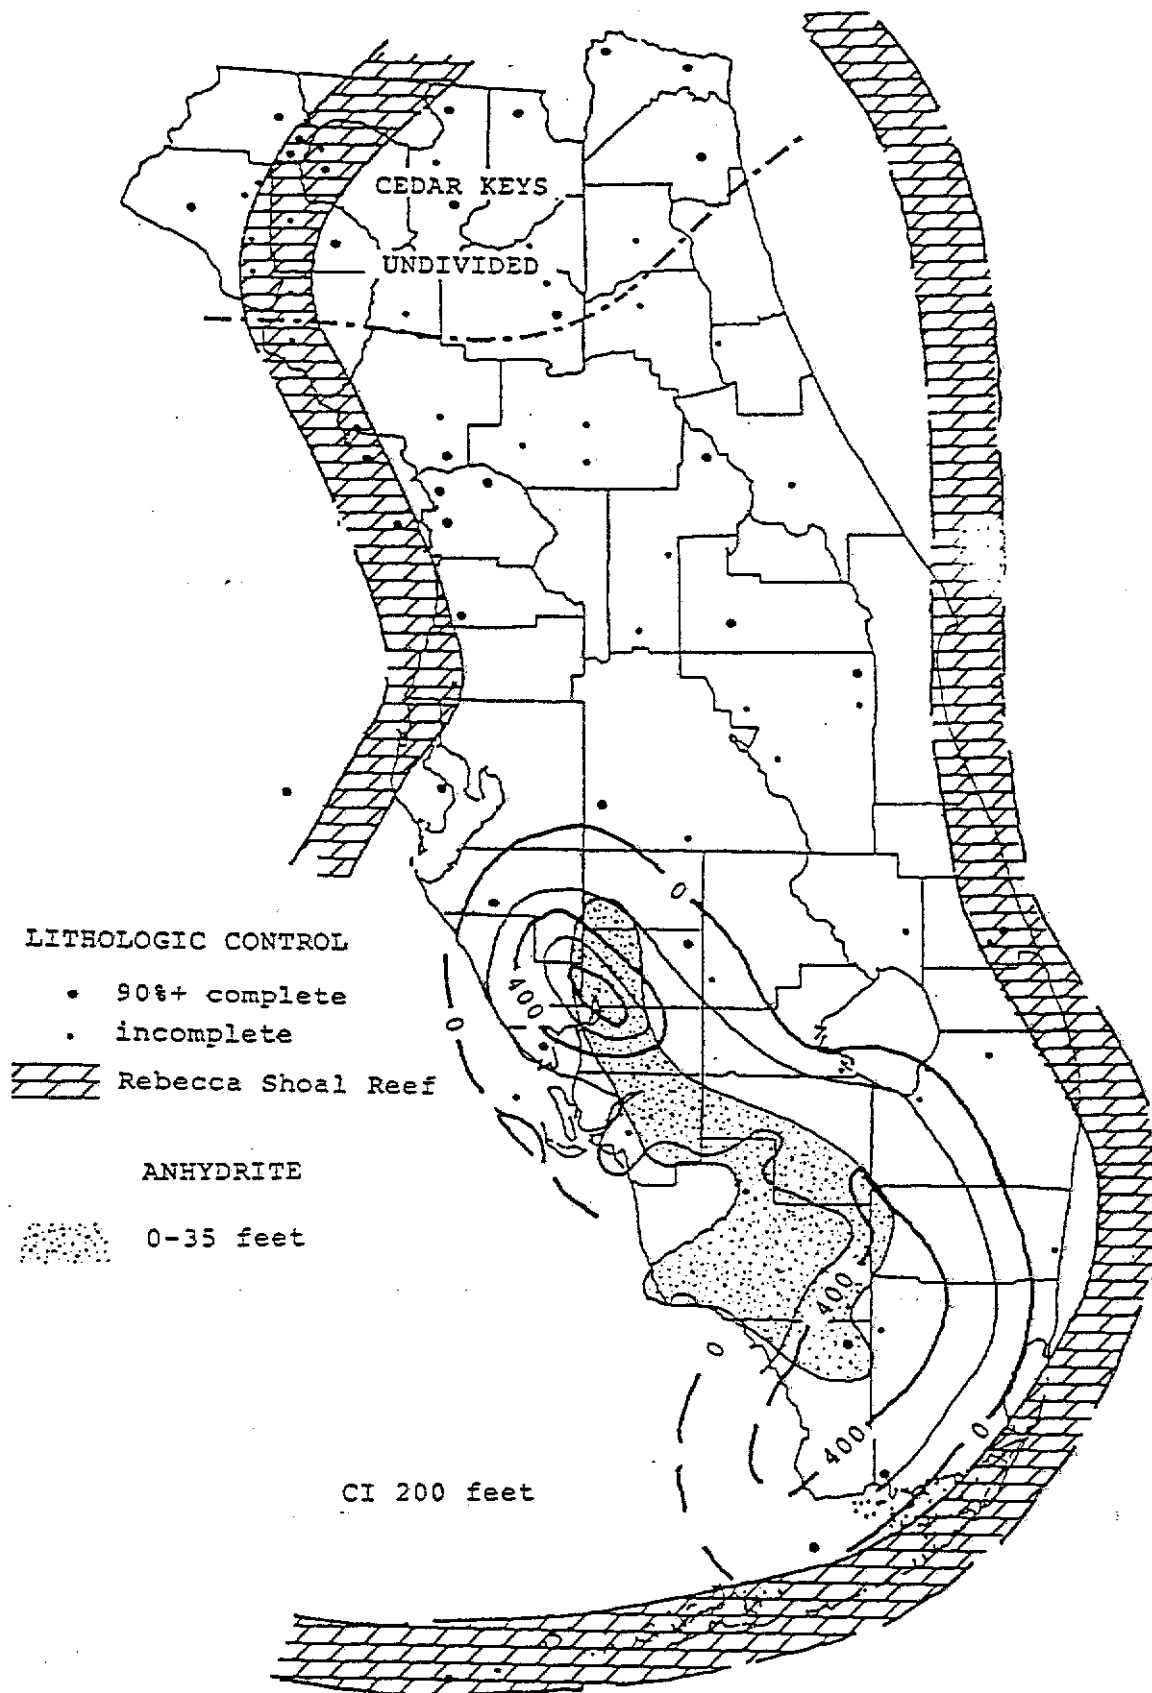 CEDAR KEYS
UNDIVIDED
0
LITHOLOGIC CONTROL
90%+ complete
400
incomplete
0
Rebecca Shoal Reef
ANHYDRITE
0-35 feet
400
0
400
0
CI 200 feet